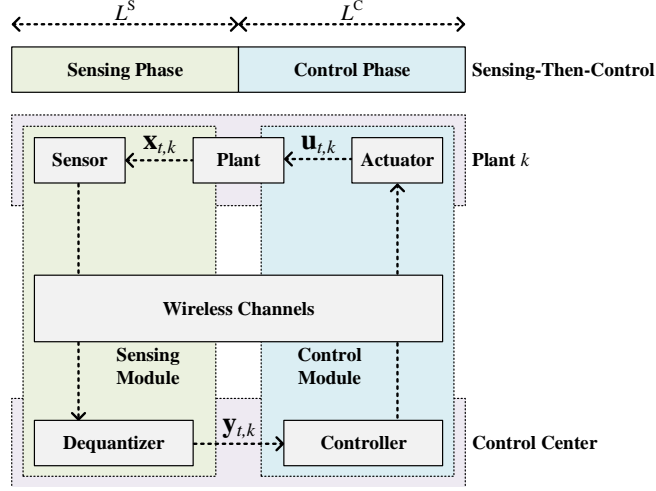 L^S L^C
Sensing Phase Control Phase Sensing-Then-Control
Sensor x_{t,k} Plant u_{t,k} Actuator Plant k
Wireless Channels
Sensing Control
Module Module
Dequantizer y_{t,k} Controller Control Center